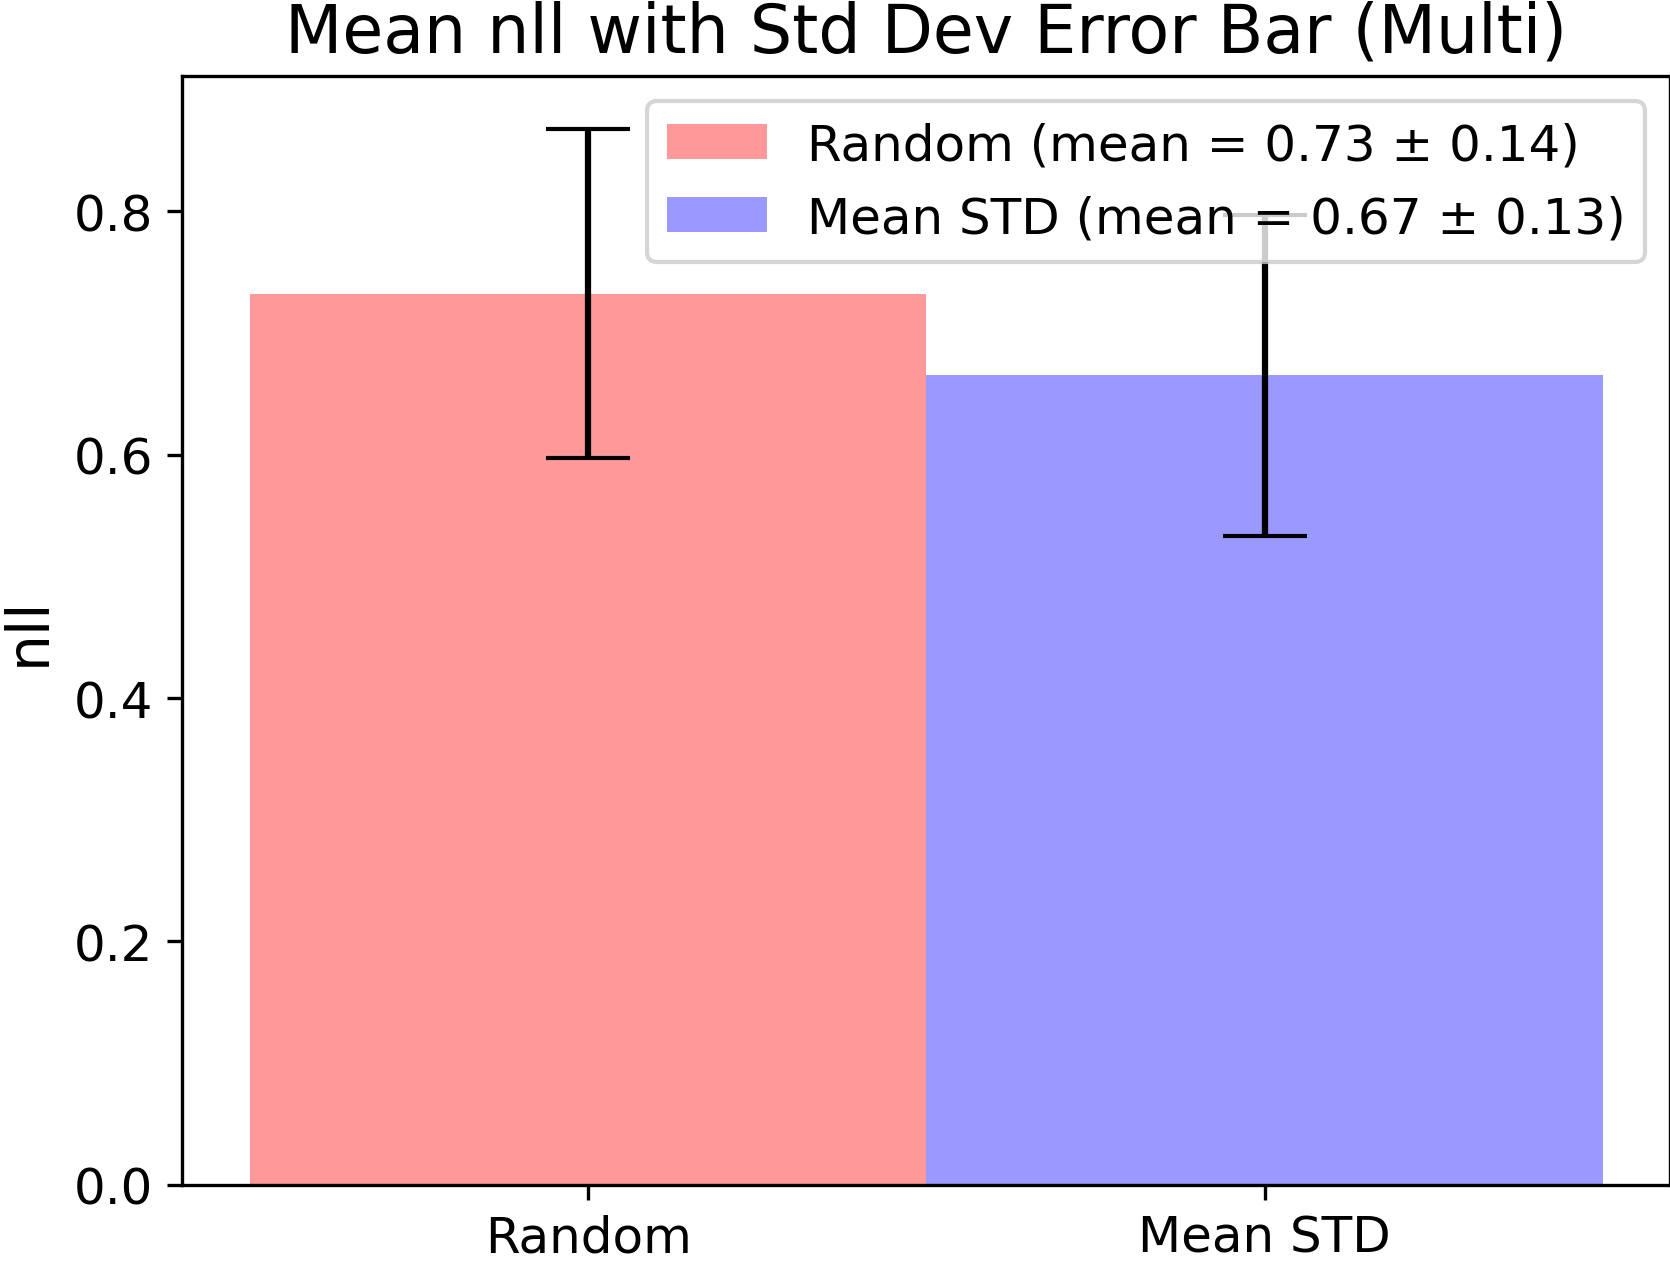 Mean nll with Std Dev Error Bar (Multi)
Random (mean = 0.73 ± 0.14)
Mean STD (mean = 0.67 ± 0.13)
nll
0.8
0.6
0.4
0.2
0.0
Random
Mean STD